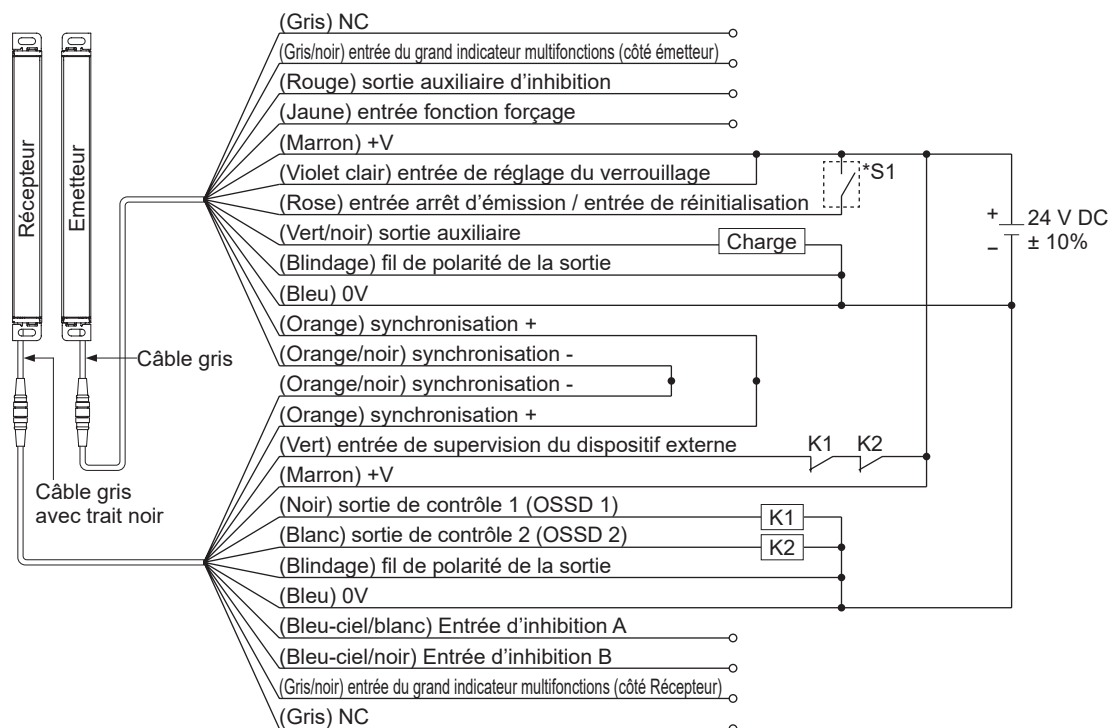 (Gris) NC
(Gris/noir) entrée du grand indicateur multifonctions (côté émetteur)
(Rouge) sortie auxiliaire d’inhibition
(Jaune) entrée fonction forçage
(Marron) +V
(Violet clair) entrée de réglage du verrouillage
*S1
(Rose) entrée arrêt d’émission / entrée de réinitialisation
(Vert/noir) sortie auxiliaire
Charge
+
24 V DC
−
± 10%
(Blindage) fil de polarité de la sortie
(Bleu) 0V
(Orange) synchronisation +
(Orange/noir) synchronisation -
(Orange/noir) synchronisation -
(Orange) synchronisation +
(Vert) entrée de supervision du dispositif externe
K1
K2
(Marron) +V
(Noir) sortie de contrôle 1 (OSSD 1)
K1
(Blanc) sortie de contrôle 2 (OSSD 2)
K2
(Blindage) fil de polarité de la sortie
(Bleu) 0V
(Bleu-ciel/blanc) Entrée d’inhibition A
(Bleu-ciel/noir) Entrée d’inhibition B
(Gris/noir) entrée du grand indicateur multifonctions (côté Récepteur)
(Gris) NC
Récepteur
Emetteur
Câble gris
Câble gris
avec trait noir